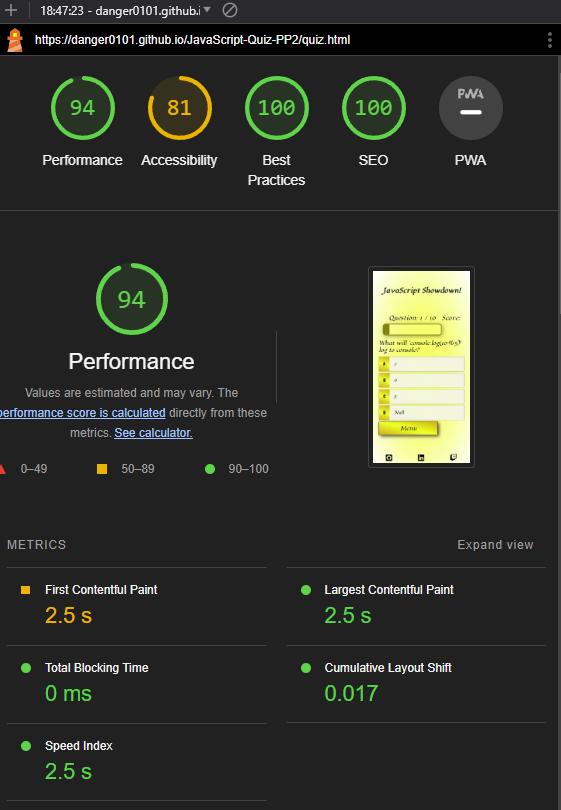 18:47:23 - danger0101.github.i
https://danger0101.github.io/JavaScript-Quiz-PP2/quiz.html
94
81
100
100
PWA
Performance
Accessibility
Best
Practices
SEO
PWA
94
Performance
Values are estimated and may vary. The
performance score is calculated directly from these
metrics. See calculator.
0–49
50–89
90–100
JavaScript Showdown!
Question: 1 / 10 Score:
What will
log to console?
A
B
C
D
Null
Menu
METRICS
Expand view
First Contentful Paint
2.5 s
Largest Contentful Paint
2.5 s
Total Blocking Time
0 ms
Cumulative Layout Shift
0.017
Speed Index
2.5 s